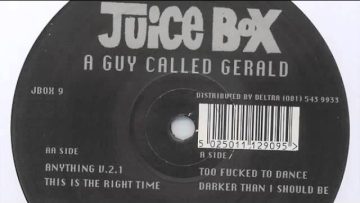 JUICE BOX
A GUY CALLED GERALD
JBOX 9
DISTRIBUTED BY DELTRA (081) 543 9933
5 025011 129095 >
AA SIDE
ANYTHING V.2.1
THIS IS THE RIGHT TIME
A SIDE/
TOO FUCKED TO DANCE
DARKER THAN I SHOULD BE